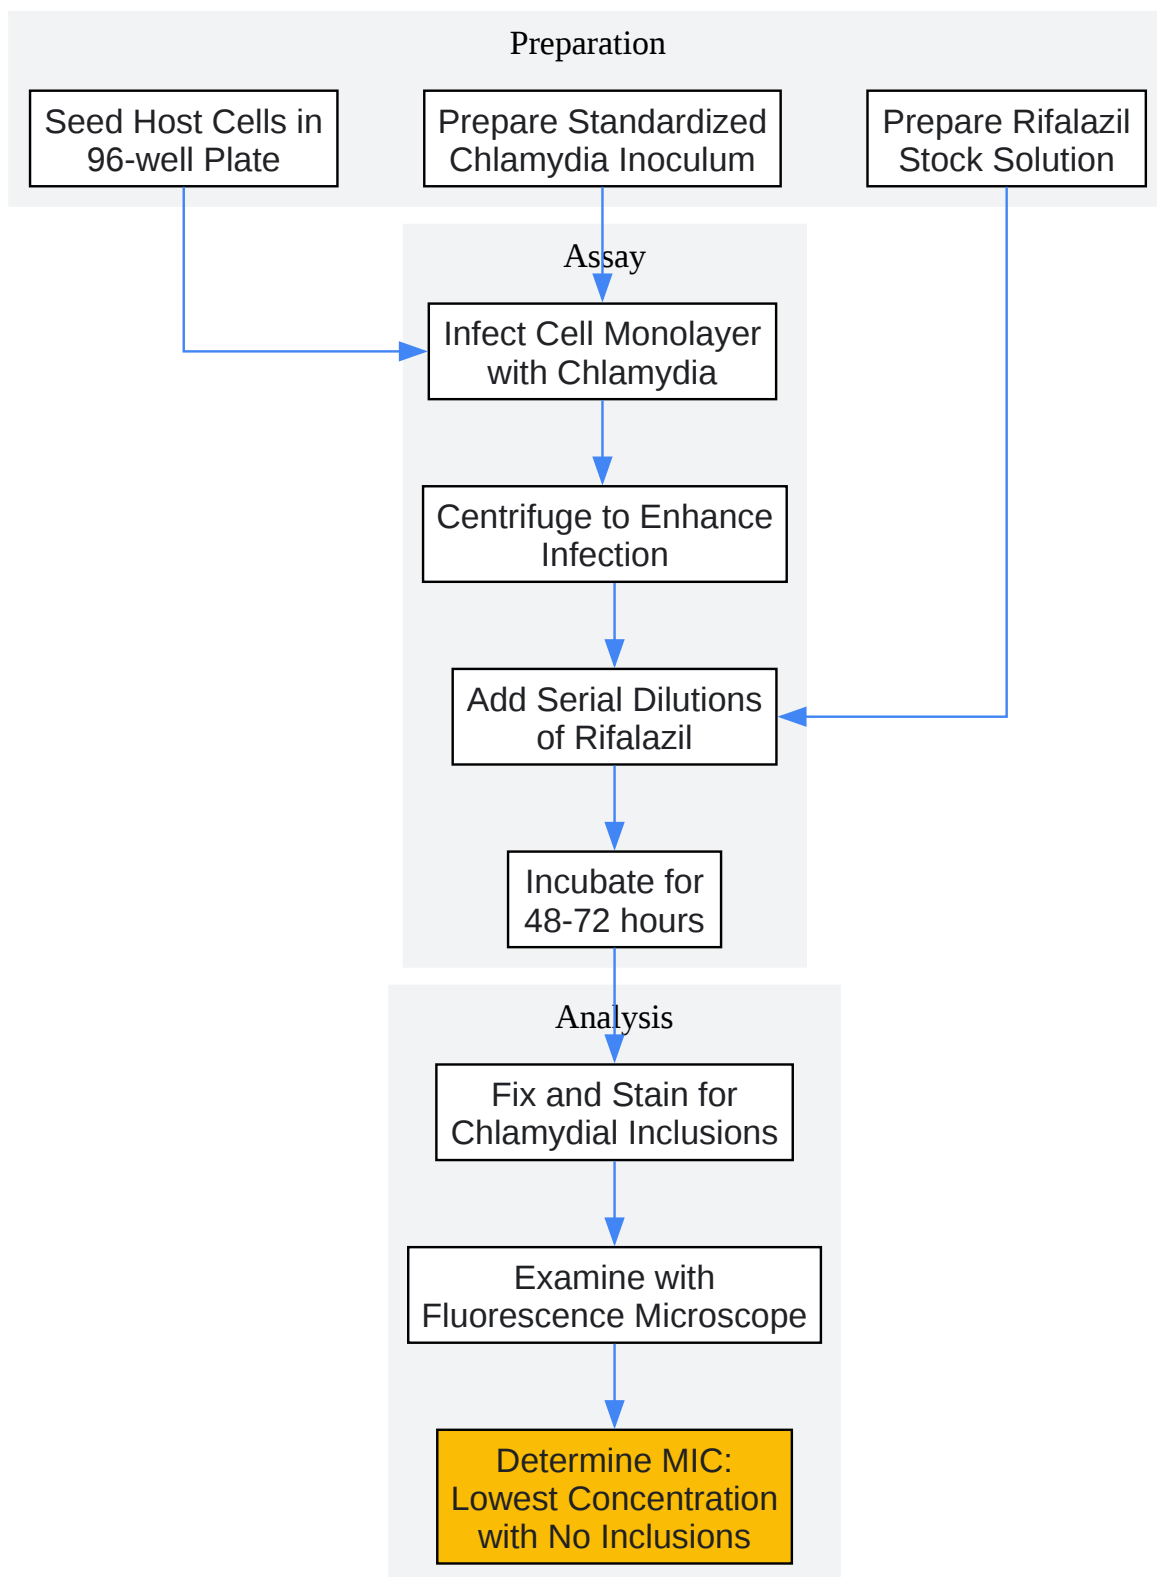 Preparation
Seed Host Cells in
96-well Plate
Prepare Standardized
Chlamydia Inoculum
Prepare Rifalazil
Stock Solution
Assay
Infect Cell Monolayer
with Chlamydia
Centrifuge to Enhance
Infection
Add Serial Dilutions
of Rifalazil
Incubate for
48-72 hours
Analysis
Fix and Stain for
Chlamydial Inclusions
Examine with
Fluorescence Microscope
Determine MIC:
Lowest Concentration
with No Inclusions